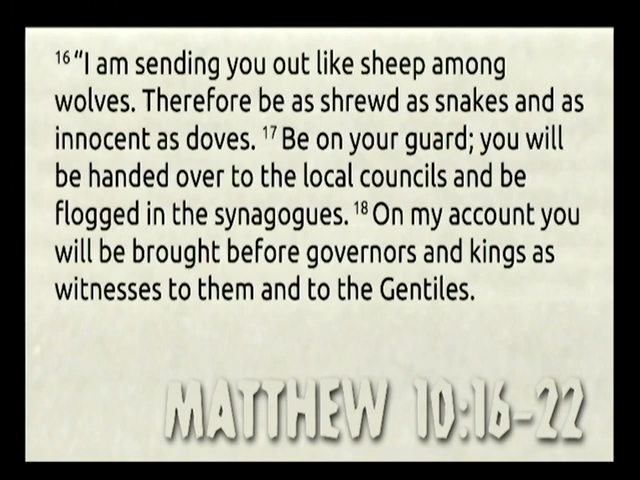 16 "I am sending you out like sheep among
wolves. Therefore be as shrewd as snakes and as
innocent as doves. 17 Be on your guard; you will
be handed over to the local councils and be
flogged in the synagogues. 18 On my account you
will be brought before governors and kings as
witnesses to them and to the Gentiles.
MATTHEW 10:16-22